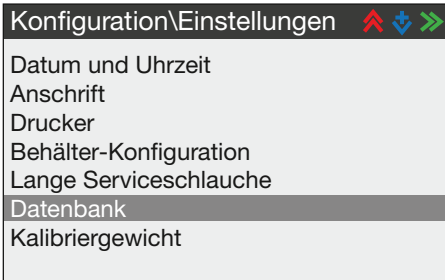 Konfiguration\Einstellungen
Datum und Uhrzeit
Anschrift
Drucker
Behälter-Konfiguration
Lange Serviceschlauche
Datenbank
Kalibriergewicht